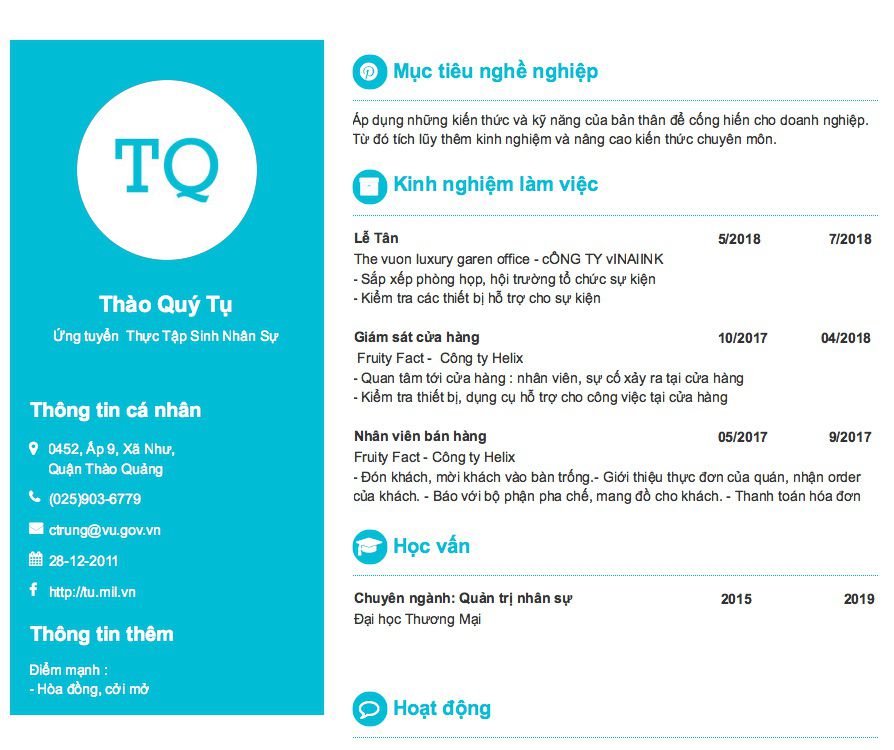 TQ
Thào Quý Tụ
Ứng tuyển Thực Tập Sinh Nhân Sự
Thông tin cá nhân
0452, Ấp 9, Xã Như,
Quận Thào Quảng
(025)903-6779
ctrung@vu.gov.vn
28-12-2011
http://tu.mil.vn
Thông tin thêm
Điểm mạnh :
- Hòa đồng, cởi mở
Mục tiêu nghề nghiệp
Áp dụng những kiến thức và kỹ năng của bản thân để cống hiến cho doanh nghiệp.
Từ đó tích lũy thêm kinh nghiệm và nâng cao kiến thức chuyên môn.
Kinh nghiệm làm việc
Lễ Tân 5/2018 7/2018
The vuon luxury garen office - cÔNG TY vINAIINK
- Sắp xếp phòng họp, hội trường tổ chức sự kiện
- Kiểm tra các thiết bị hỗ trợ cho sự kiện
Giám sát cửa hàng 10/2017 04/2018
Fruity Fact - Công ty Helix
- Quan tâm tới cửa hàng : nhân viên, sự cố xảy ra tại cửa hàng
- Kiểm tra thiết bị, dụng cụ hỗ trợ cho công việc tại cửa hàng
Nhân viên bán hàng 05/2017 9/2017
Fruity Fact - Công ty Helix
- Đón khách, mời khách vào bàn trống.- Giới thiệu thực đơn của quán, nhận order
của khách. - Báo với bộ phận pha chế, mang đồ cho khách. - Thanh toán hóa đơn
Học vấn
Chuyên ngành: Quản trị nhân sự 2015 2019
Đại học Thương Mại
Hoạt động